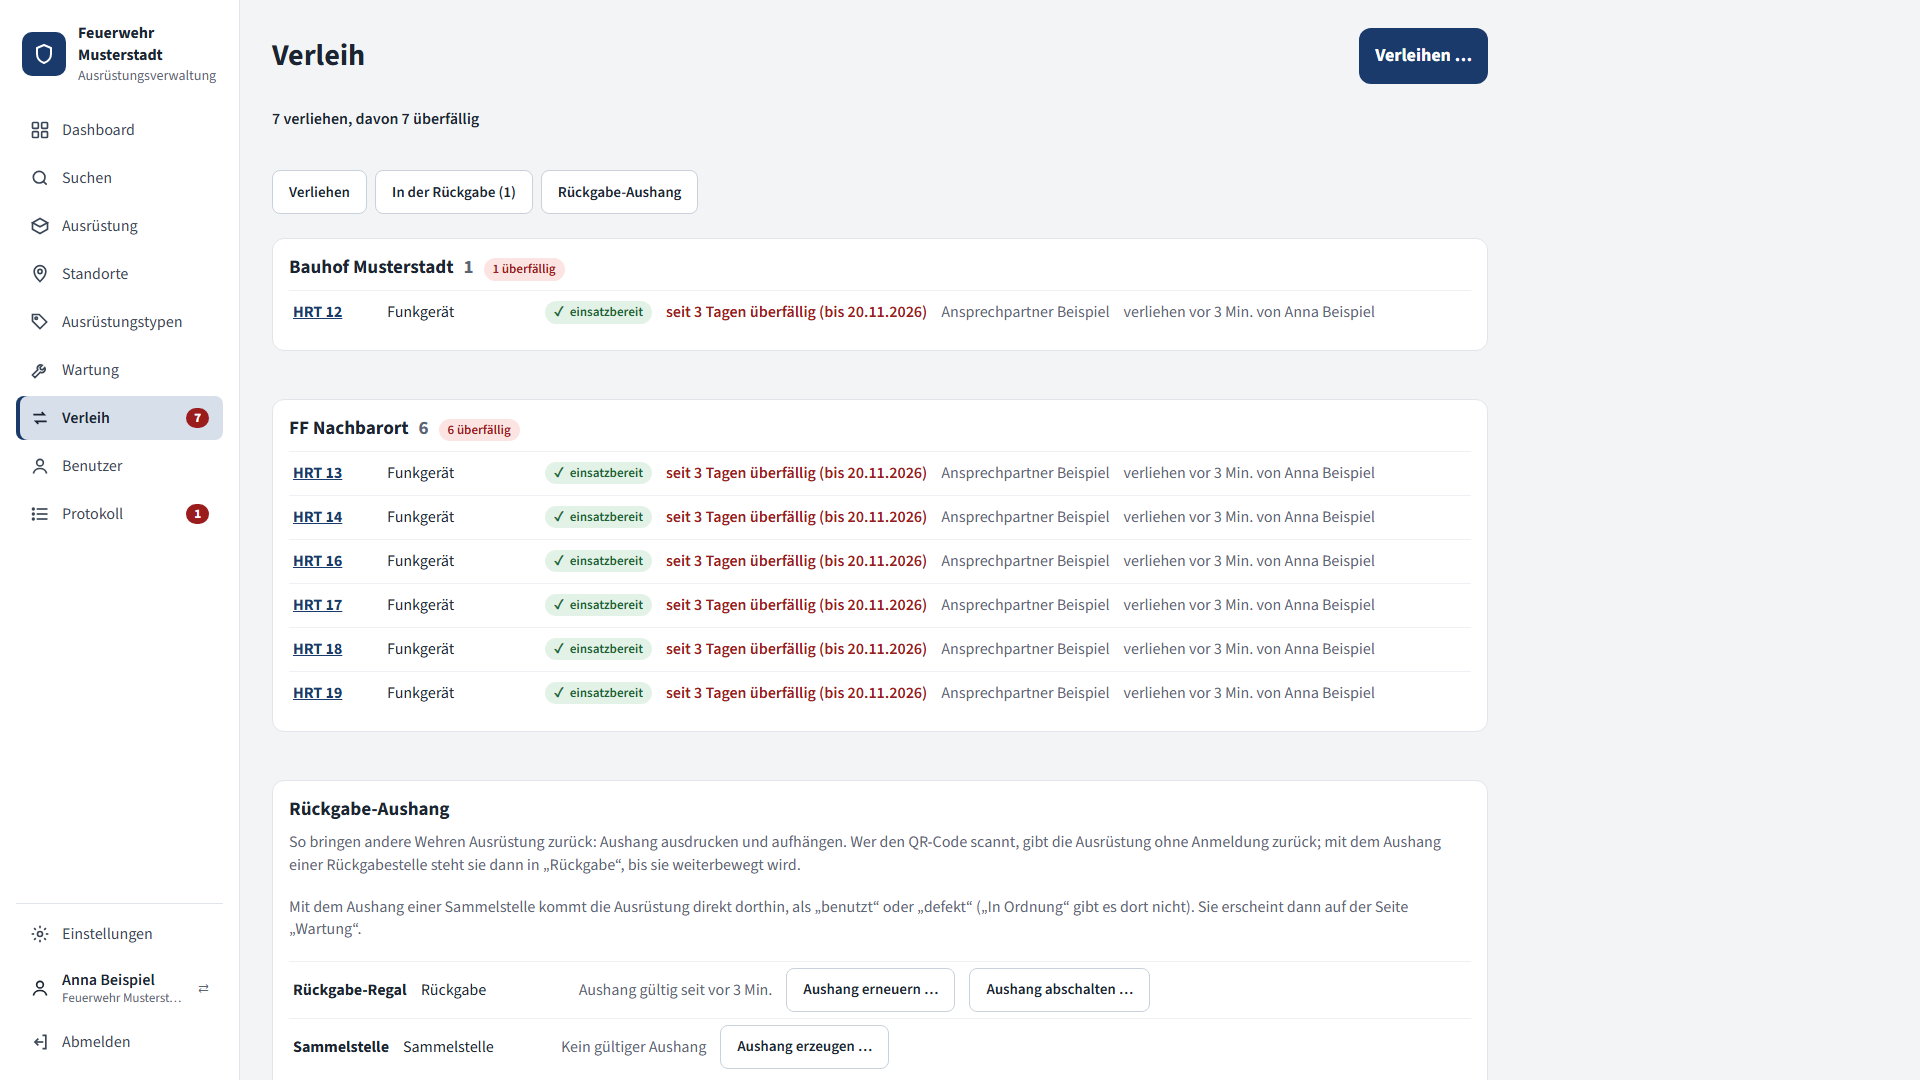 Feuerwehr
Musterstadt
Ausrüstungsverwaltung
Dashboard
Suchen
Ausrüstung
Standorte
Ausrüstungstypen
Wartung
Verleih 7
Benutzer
Protokoll 1
Einstellungen
Anna Beispiel
Feuerwehr Musterst…
Abmelden
Verleih
Verleihen …
7 verliehen, davon 7 überfällig
Verliehen In der Rückgabe (1) Rückgabe-Aushang
Bauhof Musterstadt 1 1 überfällig
HRT 12 Funkgerät ✓ einsatzbereit seit 3 Tagen überfällig (bis 20.11.2026) Ansprechpartner Beispiel verliehen vor 3 Min. von Anna Beispiel
FF Nachbarort 6 6 überfällig
HRT 13 Funkgerät ✓ einsatzbereit seit 3 Tagen überfällig (bis 20.11.2026) Ansprechpartner Beispiel verliehen vor 3 Min. von Anna Beispiel
HRT 14 Funkgerät ✓ einsatzbereit seit 3 Tagen überfällig (bis 20.11.2026) Ansprechpartner Beispiel verliehen vor 3 Min. von Anna Beispiel
HRT 16 Funkgerät ✓ einsatzbereit seit 3 Tagen überfällig (bis 20.11.2026) Ansprechpartner Beispiel verliehen vor 3 Min. von Anna Beispiel
HRT 17 Funkgerät ✓ einsatzbereit seit 3 Tagen überfällig (bis 20.11.2026) Ansprechpartner Beispiel verliehen vor 3 Min. von Anna Beispiel
HRT 18 Funkgerät ✓ einsatzbereit seit 3 Tagen überfällig (bis 20.11.2026) Ansprechpartner Beispiel verliehen vor 3 Min. von Anna Beispiel
HRT 19 Funkgerät ✓ einsatzbereit seit 3 Tagen überfällig (bis 20.11.2026) Ansprechpartner Beispiel verliehen vor 3 Min. von Anna Beispiel
Rückgabe-Aushang
So bringen andere Wehren Ausrüstung zurück: Aushang ausdrucken und aufhängen. Wer den QR-Code scannt, gibt die Ausrüstung ohne Anmeldung zurück; mit dem Aushang
einer Rückgabestelle steht sie dann in „Rückgabe“, bis sie weiterbewegt wird.
Mit dem Aushang einer Sammelstelle kommt die Ausrüstung direkt dorthin, als „benutzt“ oder „defekt“ („In Ordnung“ gibt es dort nicht). Sie erscheint dann auf der Seite
„Wartung“.
Rückgabe-Regal Rückgabe Aushang gültig seit vor 3 Min. Aushang erneuern … Aushang abschalten …
Sammelstelle Sammelstelle Kein gültiger Aushang Aushang erzeugen …